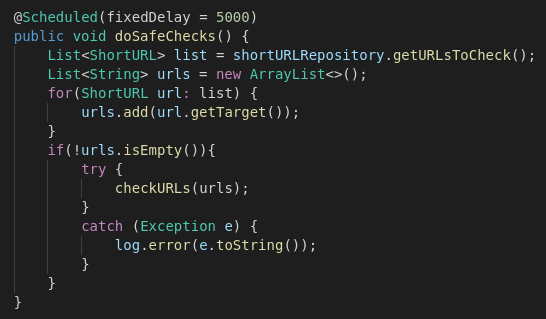 @Scheduled(fixedDelay = 5000)
public void doSafeChecks() {
    List<ShortURL> list = shortURLRepository.getURLsToCheck();
    List<String> urls = new ArrayList<>();
    for(ShortURL url: list) {
        urls.add(url.getTarget());
    }
    if(!urls.isEmpty()){
        try {
            checkURLs(urls);
        }
        catch (Exception e) {
            log.error(e.toString());
        }
    }
}